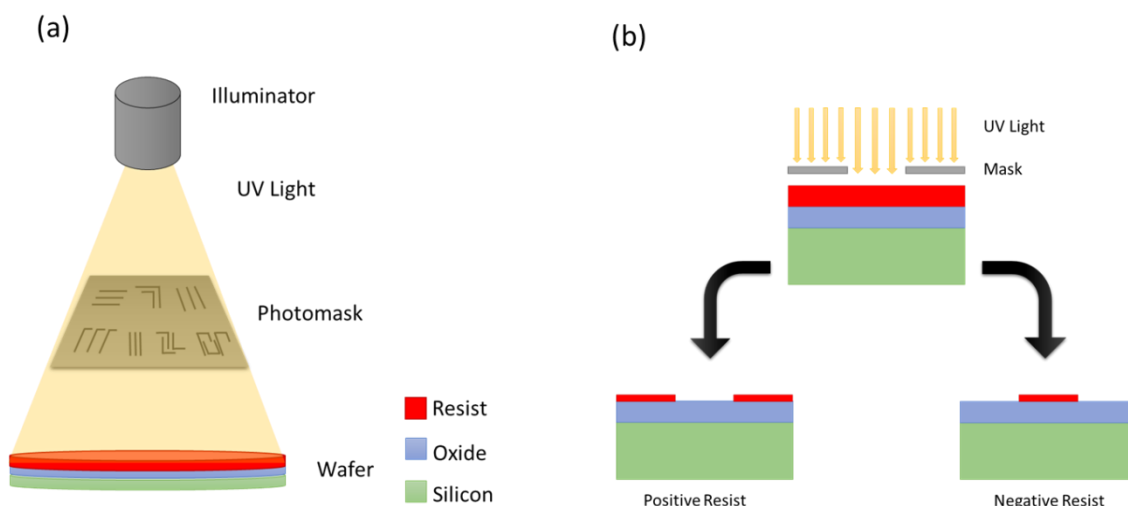 (a)
Illuminator
UV Light
Photomask
Resist
Oxide
Silicon
Wafer
(b)
UV Light
Mask
Positive Resist
Negative Resist